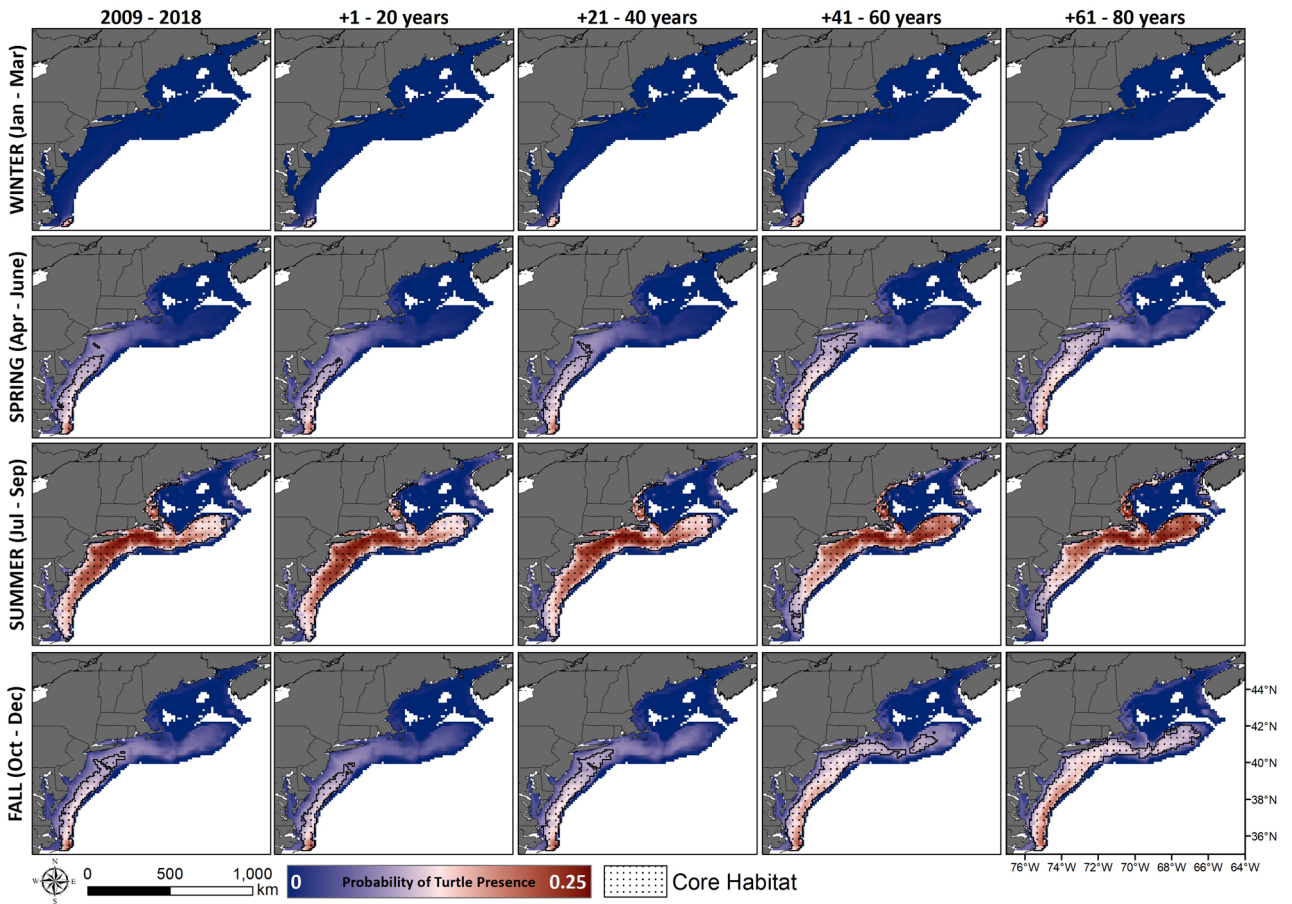 2009 - 2018
+1 - 20 years
+21 - 40 years
+41 - 60 years
+61 - 80 years
WINTER (Jan - Mar)
SPRING (Apr - June)
SUMMER (Jul - Sep)
FALL (Oct - Dec)
44°N
42°N
40°N
38°N
36°N
76°W 74°W 72°W 70°W 68°W 66°W 64°W
N
W E
S
0 500 1,000
km
0 Probability of Turtle Presence 0.25
Core Habitat